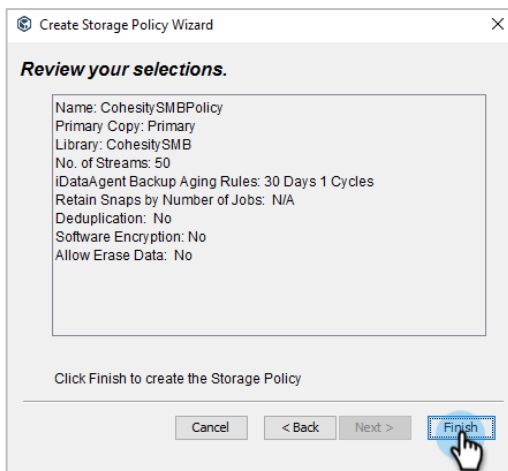 Create Storage Policy Wizard
Review your selections.
Name: CohesitySMBPolicy
Primary Copy: Primary
Library: CohesitySMB
No. of Streams: 50
iDataAgent Backup Aging Rules: 30 Days 1 Cycles
Retain Snaps by Number of Jobs: N/A
Deduplication: No
Software Encryption: No
Allow Erase Data: No
Click Finish to create the Storage Policy
Cancel < Back Next > Finish